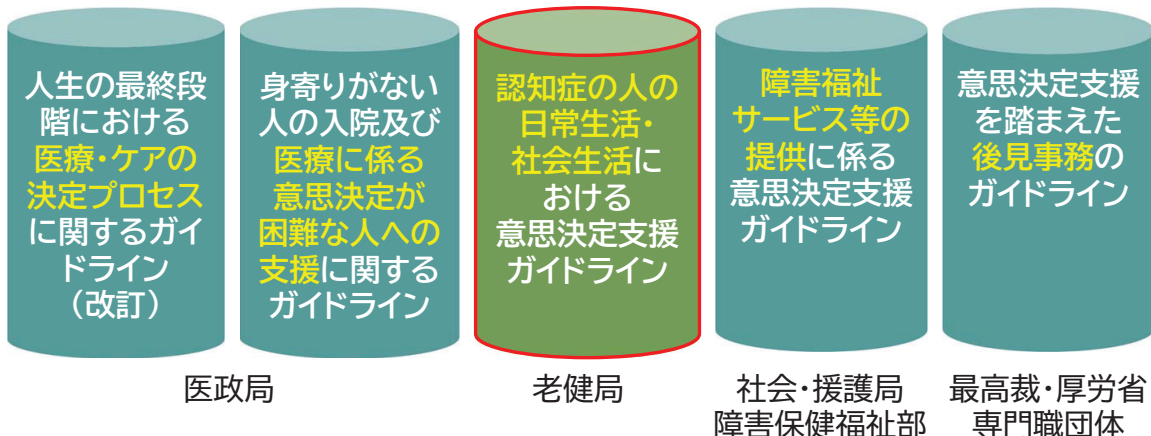 人生の最終段
階における
医療・ケアの
決定プロセス
に関するガイ
ドライン
（改訂）
身寄りがない
人の入院及び
医療に係る
意思決定が
困難な人への
支援に関する
ガイドライン
認知症の人の
日常生活・
社会生活に
おける
意思決定支援
ガイドライン
障害福祉
サービス等の
提供に係る
意思決定支援
ガイドライン
意思決定支援
を踏まえた
後見事務の
ガイドライン
医政局
老健局
社会・援護局
障害保健福祉部
最高裁・厚労省
専門職団体